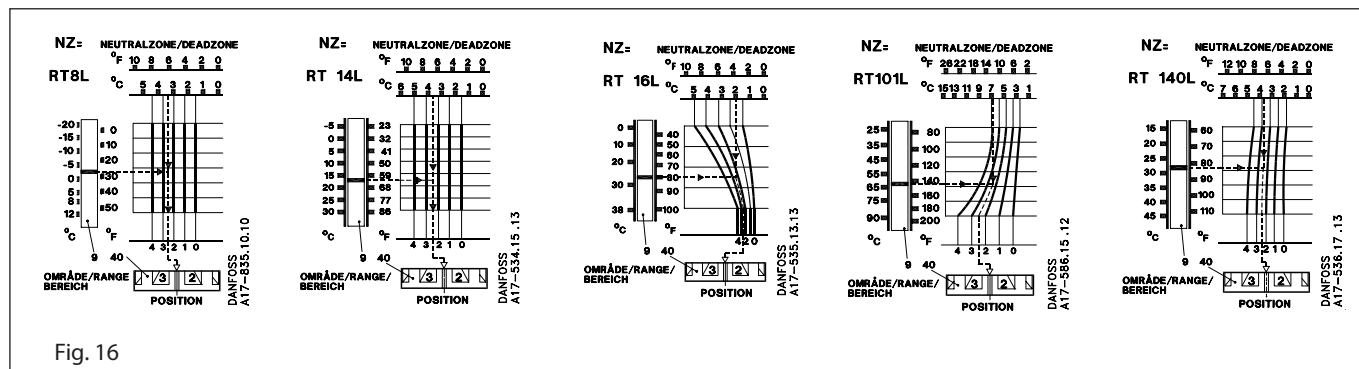 NZ= NEUTRALZONE/DEADZONE
°F
10 8 6 4 2 0
RT8L
°C
5 4 3 2 1 0
-20 0
-15 10
-10
-5 20
0 30
5 40
8
12 50
°C °F
4 3 2 1 0
9 40
OMRÅDE/RANGE/
BEREICH
3 2
POSITION
DANFOSS
A17-835.10.10
NZ= NEUTRALZONE/DEADZONE
°F
10 8 6 4 2 0
RT 14L
°C
6 5 4 3 2 1 0
-5 23
0 32
5 41
10 50
15 59
20 68
25 77
30 86
°C °F
4 3 2 1 0
9 40
OMRÅDE/RANGE/
BEREICH
3 2
POSITION
DANFOSS
A17-534.15.13
NZ= NEUTRALZONE/DEADZONE
°F
10 8 6 4 2 0
RT 16L
°C
5 4 3 2 1 0
0
40
10 50
60
20 70
80
30
90
38 100
°C °F
4 2 0
9 40
OMRÅDE/RANGE/
BEREICH
3 2
POSITION
DANFOSS
A17-535.13.13
NZ= NEUTRALZONE/DEADZONE
°F
26 22 18 14 10 6 2
RT101L
°C
15 13 11 9 7 5 3 1
25 80
35 100
45 120
55
65 140
75 160
180
90 200
°C °F
4 3 2 1 0
9 40
OMRÅDE/RANGE/
BEREICH
3 2
POSITION
DANFOSS
A17-586.15.12
NZ= NEUTRALZONE/DEADZONE
°F
12 10 8 6 4 2 0
RT 140L
°C
7 6 5 4 3 2 1 0
15 60
20 70
25 80
30 90
35
40 100
45 110
°C °F
4 3 2 1 0
9 40
OMRÅDE/RANGE/
BEREICH
3 2
POSITION
DANFOSS
A17-536.17.13
Fig. 16